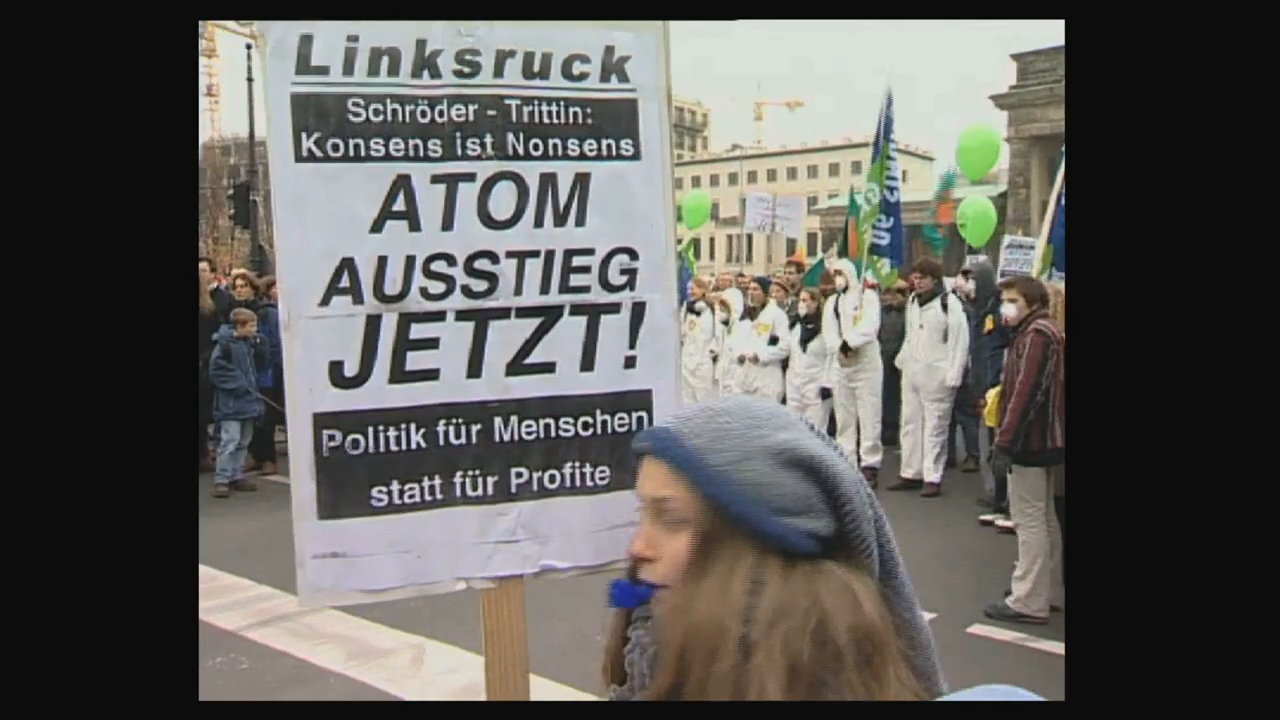 Linksruck
Schröder - Trittin:
Konsens ist Nonsens
ATOM
AUSSTIEG
JETZT!
Politik für Menschen
statt für Profite